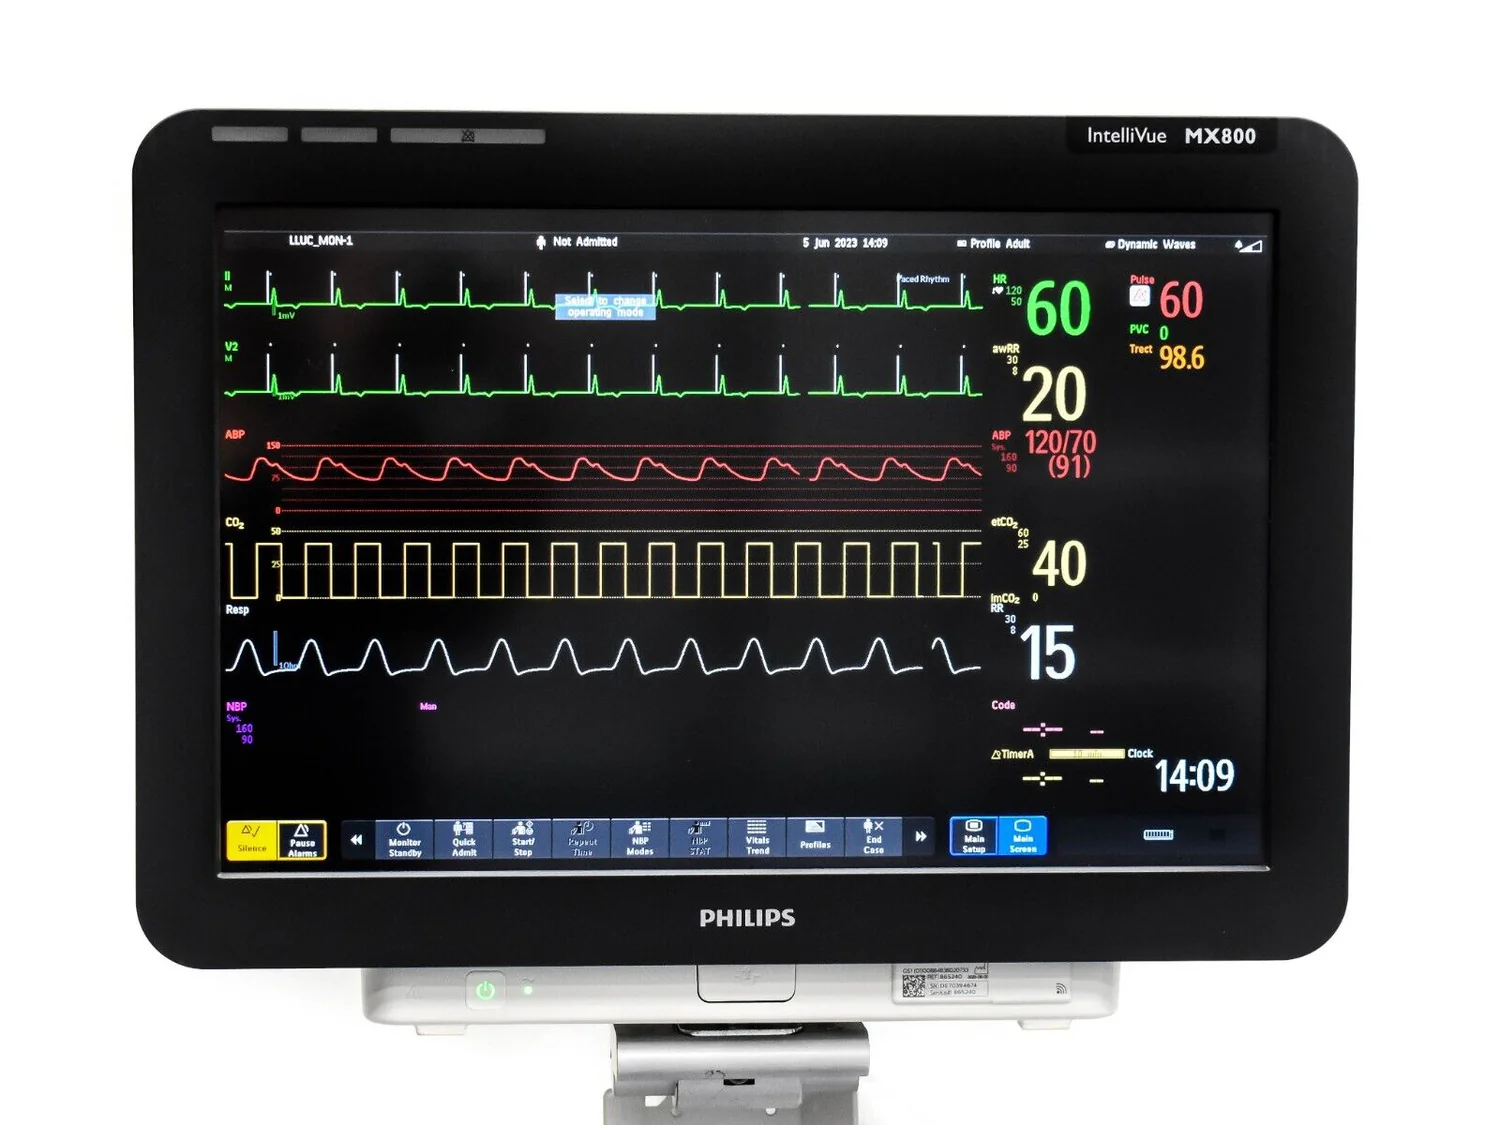 IntelliVue MX800
LLUC_MON-1 Not Admitted 5 Jun 2023 14:09 Profile Adult Dynamic Waves
II
M
1mV
Paced Rhythm
Select to change
operating mode
HR
120
50
60
Pulse
60
PVC 0
Trect 98.6
V2
M
1mV
awRR
30
8
20
ABP
150
75
0
ABP
Sys.
160
90
120/70
(91)
CO2
50
25
0
etCO2
60
25
40
imCO2 0
Resp
RR
30
8
15
NBP
Sys.
160
90
Man
Code
-:- --
TimerA 10 min
-:- --
Clock
14:09
Silence
Pause
Alarms
Monitor
Standby
Quick
Admit
Start/
Stop
Repeat
Time
NBP
Modes
NBP
STAT
Vitals
Trend
Profiles
End
Case
Main
Setup
Main
Screen
PHILIPS
REF: 865240